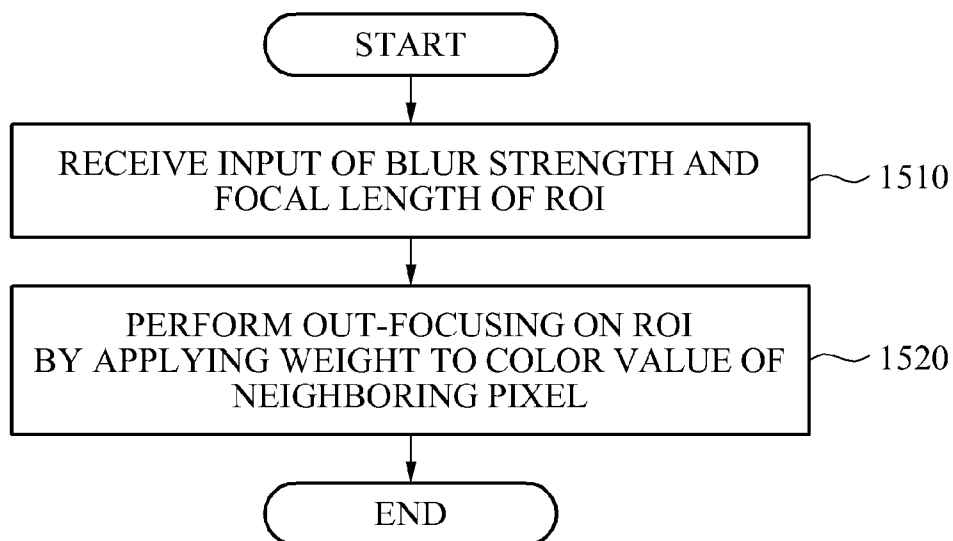 START
RECEIVE INPUT OF BLUR STRENGTH AND
FOCAL LENGTH OF ROI
1510
PERFORM OUT-FOCUSING ON ROI
BY APPLYING WEIGHT TO COLOR VALUE OF
NEIGHBORING PIXEL
1520
END